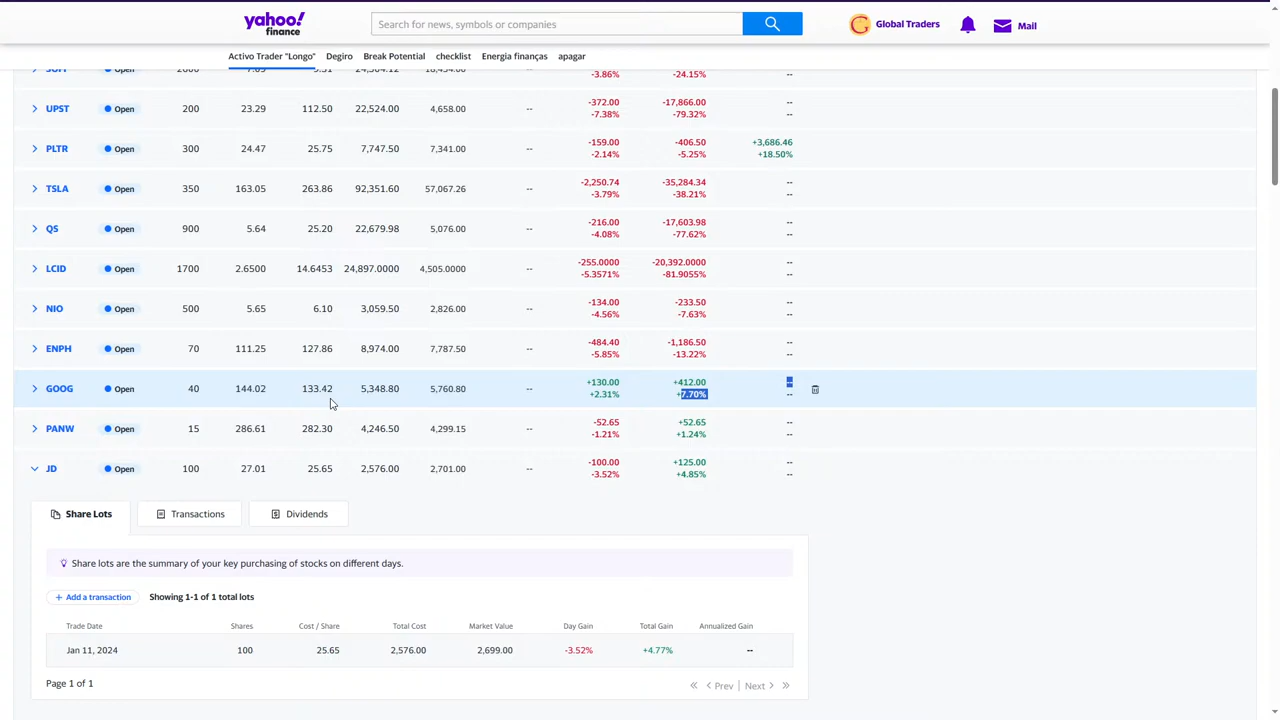 yahoo!
finance
Search for news, symbols or companies
Global Traders
Mail
Activo Trader "Longo" Degiro Break Potential checklist Energia finanças apagar
-3.86% -24.15% --
UPST Open 200 23.29 112.50 22,524.00 4,658.00 -- -372.00 -17,866.00 --
-7.38% -79.32% --
PLTR Open 300 24.47 25.75 7,747.50 7,341.00 -- -159.00 -406.50 +3,686.46
-2.14% -5.25% +18.50%
TSLA Open 350 163.05 263.86 92,351.60 57,067.26 -- -2,250.74 -35,284.34 --
-3.79% -38.21% --
QS Open 900 5.64 25.20 22,679.98 5,076.00 -- -216.00 -17,603.98 --
-4.08% -77.62% --
LCID Open 1700 2.6500 14.6453 24,897.0000 4,505.0000 -- -255.0000 -20,392.0000 --
-5.3571% -81.9055% --
NIO Open 500 5.65 6.10 3,059.50 2,826.00 -- -134.00 -233.50 --
-4.56% -7.63% --
ENPH Open 70 111.25 127.86 8,974.00 7,787.50 -- -484.40 -1,186.50 --
-5.85% -13.22% --
GOOG Open 40 144.02 133.42 5,348.80 5,760.80 -- +130.00 +412.00 --
+2.31% +7.70% --
PANW Open 15 286.61 282.30 4,246.50 4,299.15 -- -52.65 +52.65 --
-1.21% +1.24% --
JD Open 100 27.01 25.65 2,576.00 2,701.00 -- -100.00 +125.00 --
-3.52% +4.85% --
Share Lots Transactions Dividends
Share lots are the summary of your key purchasing of stocks on different days.
+ Add a transaction Showing 1-1 of 1 total lots
Trade Date Shares Cost / Share Total Cost Market Value Day Gain Total Gain Annualized Gain
Jan 11, 2024 100 25.65 2,576.00 2,699.00 -3.52% +4.77% --
Page 1 of 1 « < Prev | Next > »